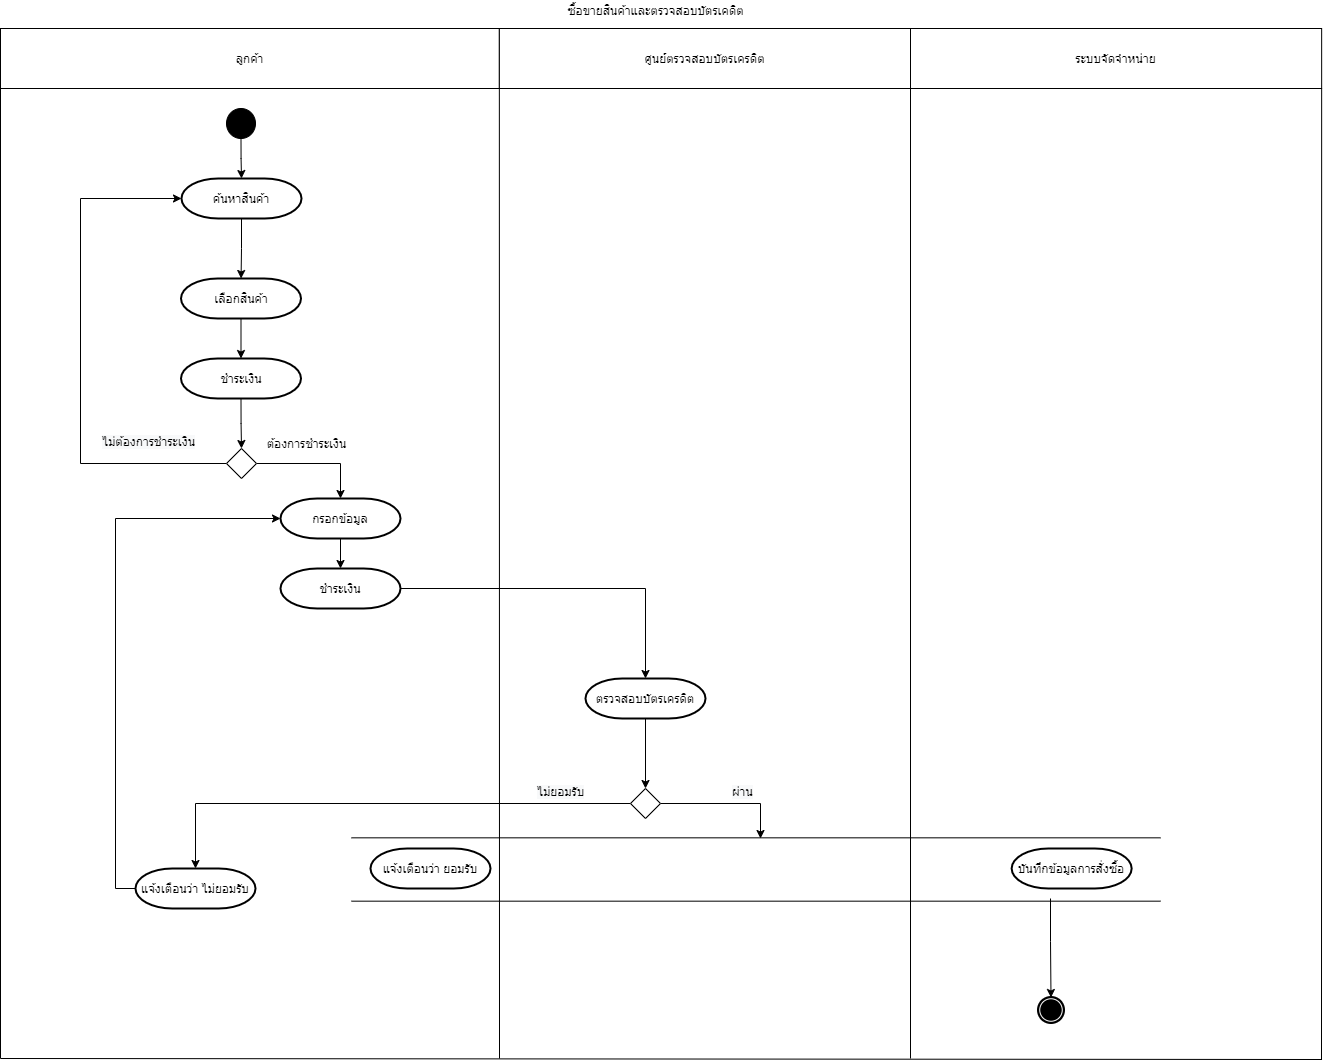 ซื้อขายสินค้าและตรวจสอบบัตรเคดิต
ลูกค้า
ศูนย์ตรวจสอบบัตรเครดิต
ระบบจัดจำหน่าย
ค้นหาสินค้า
เลือกสินค้า
ชำระเงิน
ไม่ต้องการชำระเงิน
ต้องการชำระเงิน
กรอกข้อมูล
ชำระเงิน
ตรวจสอบบัตรเครดิต
ไม่ยอมรับ
ผ่าน
แจ้งเตือนว่า ยอมรับ
บันทึกข้อมูลการสั่งซื้อ
แจ้งเตือนว่า ไม่ยอมรับ